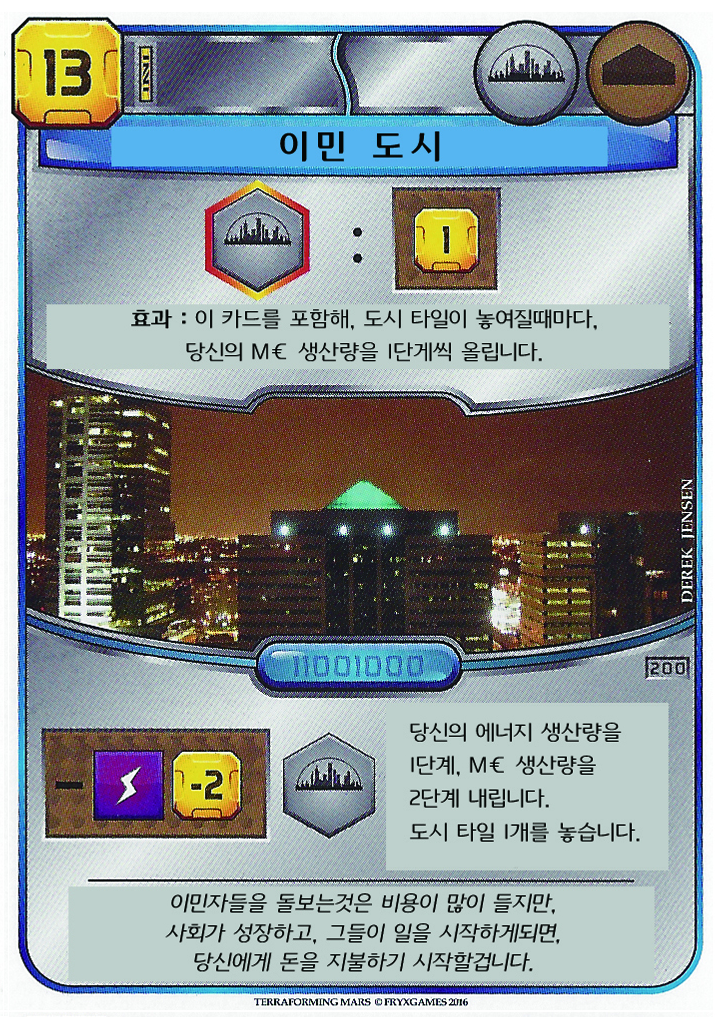 13
INI
이민 도시
: 1
효과 : 이 카드를 포함해, 도시 타일이 놓여질때마다,
당신의 M€ 생산량을 1단게씩 올립니다.
DEREK JENSEN
11001000
200
당신의 에너지 생산량을
1단계, M€ 생산량을
2단계 내립니다.
도시 타일 1개를 놓습니다.
- -2
이민자들을 돌보는것은 비용이 많이 들지만,
사회가 성장하고, 그들이 일을 시작하게되면,
당신에게 돈을 지불하기 시작할겁니다.
TERRAFORMING MARS © FRYXGAMES 2016